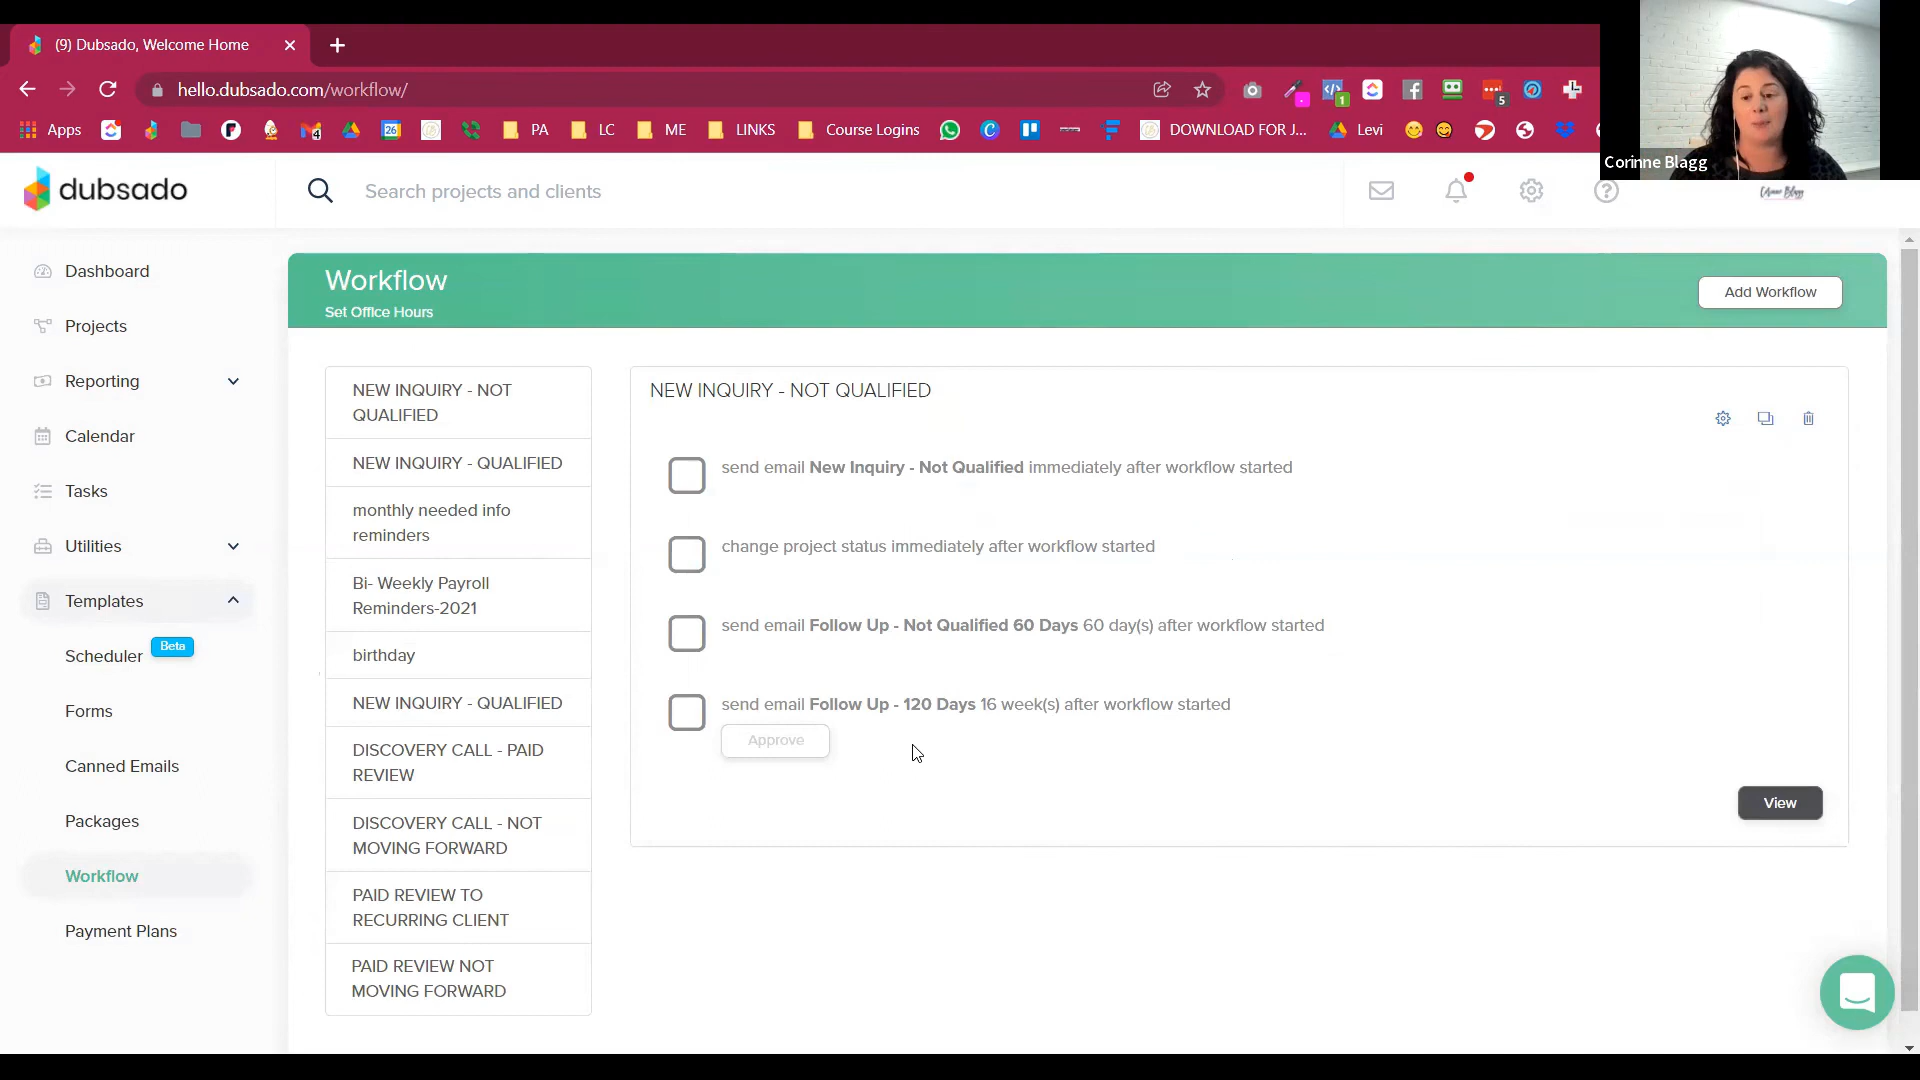 (9) Dubsado, Welcome Home
hello.dubsado.com/workflow/
1
5
Apps
4
26
PA
LC
ME
LINKS
Course Logins
DOWNLOAD FOR J...
Levi
Corinne Blagg
dubsado
Search projects and clients
Corinne Blagg
Dashboard
Projects
Reporting
Calendar
Tasks
Utilities
Templates
Scheduler
Beta
Forms
Canned Emails
Packages
Workflow
Payment Plans
Workflow
Set Office Hours
Add Workflow
NEW INQUIRY - NOT
QUALIFIED
NEW INQUIRY - QUALIFIED
monthly needed info
reminders
Bi- Weekly Payroll
Reminders-2021
birthday
NEW INQUIRY - QUALIFIED
DISCOVERY CALL - PAID
REVIEW
DISCOVERY CALL - NOT
MOVING FORWARD
PAID REVIEW TO
RECURRING CLIENT
PAID REVIEW NOT
MOVING FORWARD
NEW INQUIRY - NOT QUALIFIED
send email New Inquiry - Not Qualified immediately after workflow started
change project status immediately after workflow started
send email Follow Up - Not Qualified 60 Days 60 day(s) after workflow started
send email Follow Up - 120 Days 16 week(s) after workflow started
Approve
View